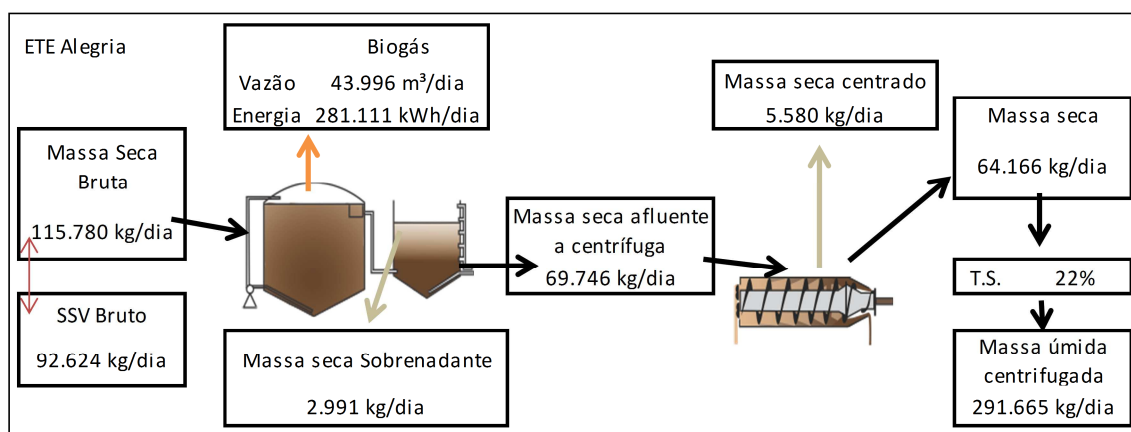 ETE Alegria
Biogás
Vazão 43.996 m³/dia
Energia 281.111 kWh/dia
Massa Seca
Bruta
115.780 kg/dia
SSV Bruto
92.624 kg/dia
Massa seca Sobrenadante
2.991 kg/dia
Massa seca afluente
a centrífuga
69.746 kg/dia
Massa seca centrado
5.580 kg/dia
Massa seca
64.166 kg/dia
T.S. 22%
Massa úmida
centrifugada
291.665 kg/dia